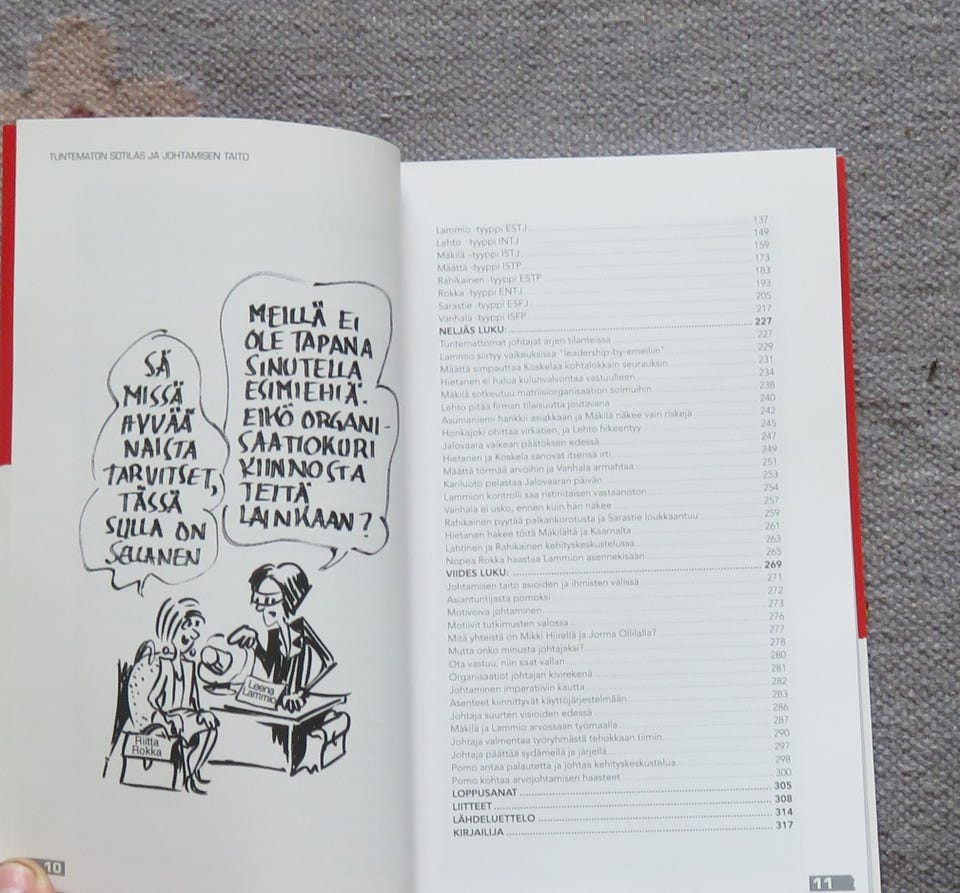 TUNTEMATON SOTILAS JA JOHTAMISEN TAITO
SÄ
MISSÄ
AVVÄÄ
NAISTA
TARVITSET,
TÄSSÄ
SULLA ON
SELLANEN
MEILLÄ EI
OLE TAPANA
SINUTELLA
ESIMIEHIÄ.
EIKÖ ORGANI-
SAATIOKURI
KIINNOSTA
TEITÄ
LAINKAAN?
Leena
Lammio
Riitta
Rokka
10
Lammio -tyyppi ESTJ 137
Lehto -tyyppi INTJ 149
Mäkilä -tyyppi ISTJ 159
Määttä -tyyppi ISTP 173
Rahikainen -tyyppi ESTP 183
Rokka -tyyppi ENTJ 193
Sarastie -tyyppi ESFJ 205
Vanhala -tyyppi ISFP 217
NELJÄS LUKU: 227
Tuntemattomat johtajat arjen tilanteissa 227
Lammio siirtyy vaikeuksissa "leadership-by-emeiliin" 229
Määttä simpauttaa Koskelaa kohtalokkain seurauksin 231
Hietanen ei halua kulunvalvontaa vastuulleen 234
Mäkilä sotkeutuu matriisiorganisaation solmuihin 238
Lehto pitää firman tilaisuutta joutavana 240
Asumaniemi hankkii asiakkaan ja Mäkilä näkee vain riskejä 242
Honkajoki ohittaa virkatien, ja Lehto hikeentyy 245
Jalovaara vaikean päätöksen edessä 247
Hietanen ja Koskela sanovat itsensä irti 249
Määttä törmää arvoihin ja Vanhala armahtaa 251
Kariluoto pelastaa Jalovaaran päivän 253
Lammion kontrolli saa ristiriitaisen vastaanoton 254
Vanhala ei usko, ennen kuin hän näkee 257
Rahikainen pyytää palkankorotusta ja Sarastie loukkaantuu 259
Hietanen hakee töitä Mäkilältä ja Kaarnalta 261
Lahtinen ja Rahikainen kehityskeskustelussa 263
Nopea Rokka haastaa Lammion asennekisaan 265
VIIDES LUKU: 269
Johtamisen taito asioiden ja ihmisten välissä 271
Asiantuntijasta pomoksi 272
Motivoiva johtaminen 273
Motiivit tutkimusten valossa 276
Mitä yhteistä on Mikki Hiirellä ja Jorma Ollilalla? 277
Mutta onko minusta johtajaksi? 278
Ota vastuu, niin saat vallan 280
Organisaatiot johtajan kivirekenä 281
Johtaminen imperatiivin kautta 282
Asenteet kiinnittyvät käyttöjärjestelmään 283
Johtaja suurten visioiden edessä 286
Mäkilä ja Lammio arvossaan työmaalla 287
Johtaja valmentaa työryhmästä tehokkaan tiimin 290
Johtaja päättää sydämellä ja järjellä 297
Pomo antaa palautetta ja johtaa kehityskeskustelua 298
Pomo kohtaa arvojohtamisen haasteet 300
LOPPUSANAT 305
LIITTEET 308
LÄHDELUETTELO 314
KIRJAILIJA 317
11